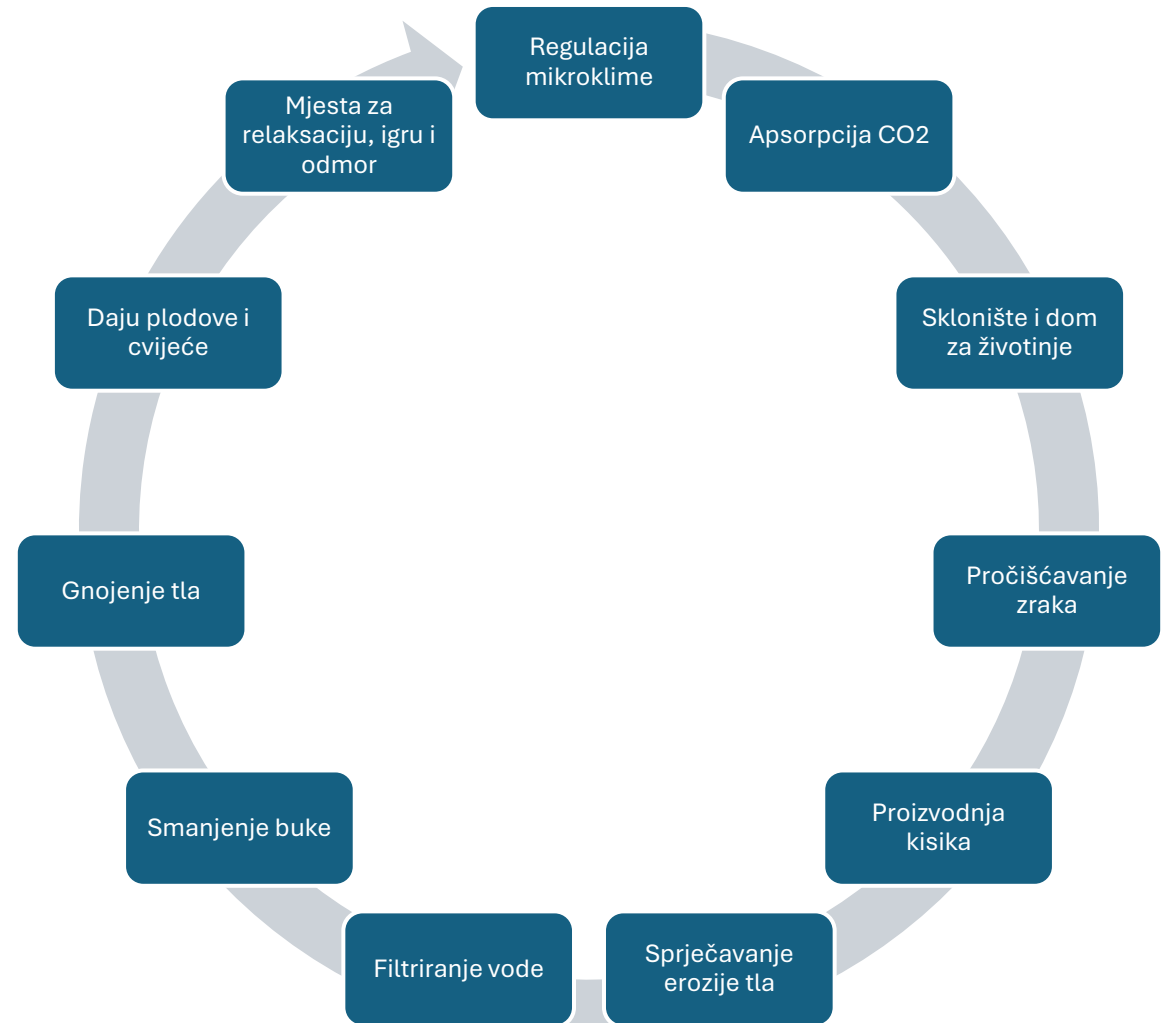 Regulacija
mikroklime
Apsorpcija CO2
Sklonište i dom
za životinje
Pročišćavanje
zraka
Proizvodnja
kisika
Sprječavanje
erozije tla
Filtriranje vode
Smanjenje buke
Gnojenje tla
Daju plodove i
cvijeće
Mjesta za
relaksaciju, igru i
odmor